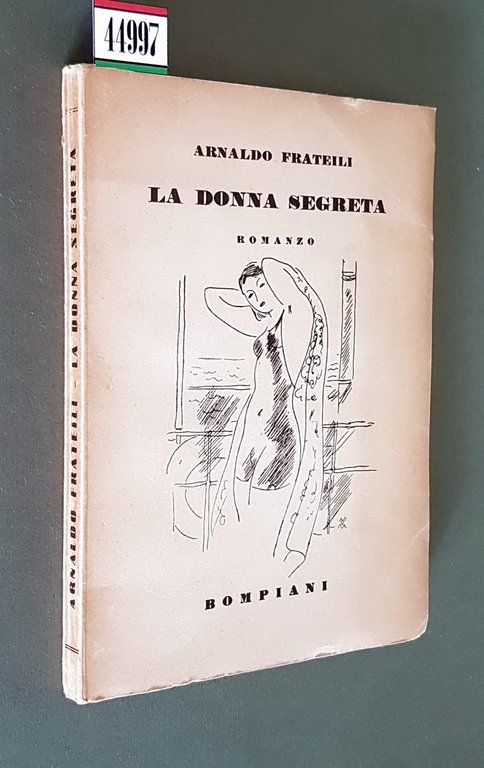 44997
ARNALDO FRATEILI
LA DONNA SEGRETA
ROMANZO
BOMPIANI
ARNALDO FRATEILI - LA DONNA SEGRETA